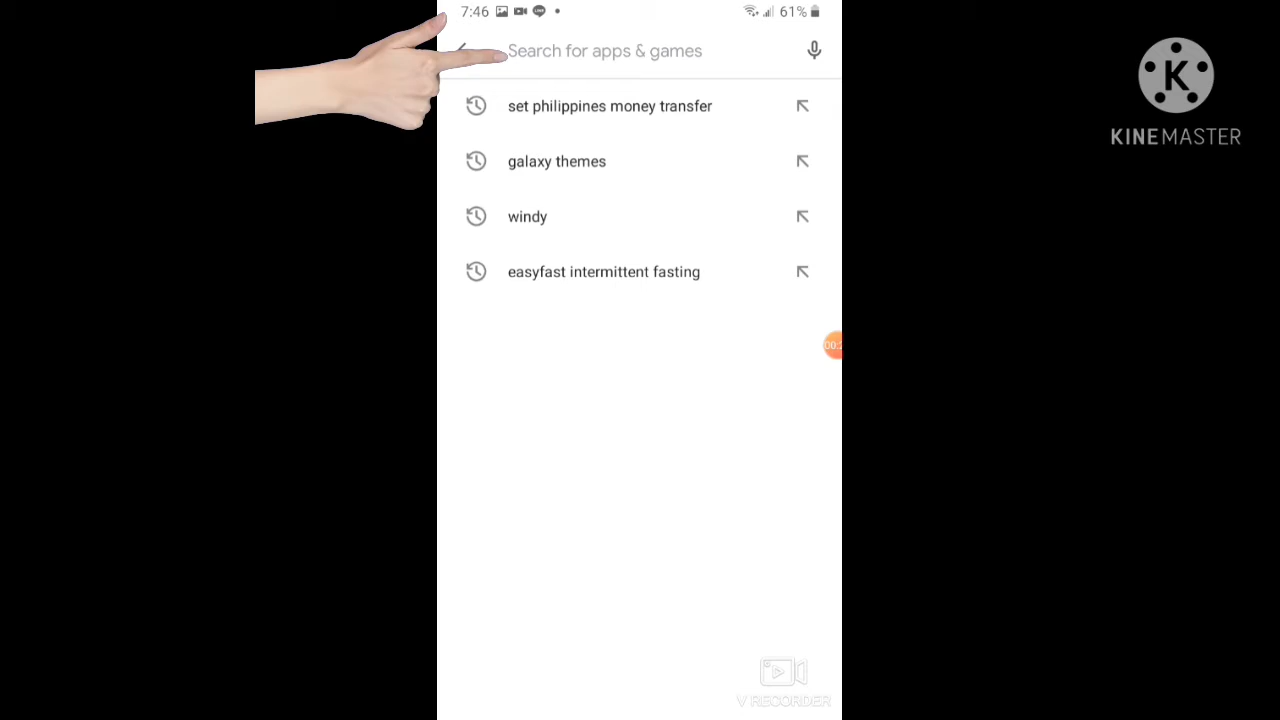 7:46
61%
Search for apps & games
set philippines money transfer
galaxy themes
windy
easyfast intermittent fasting
K
KINEMASTER
V RECORDER